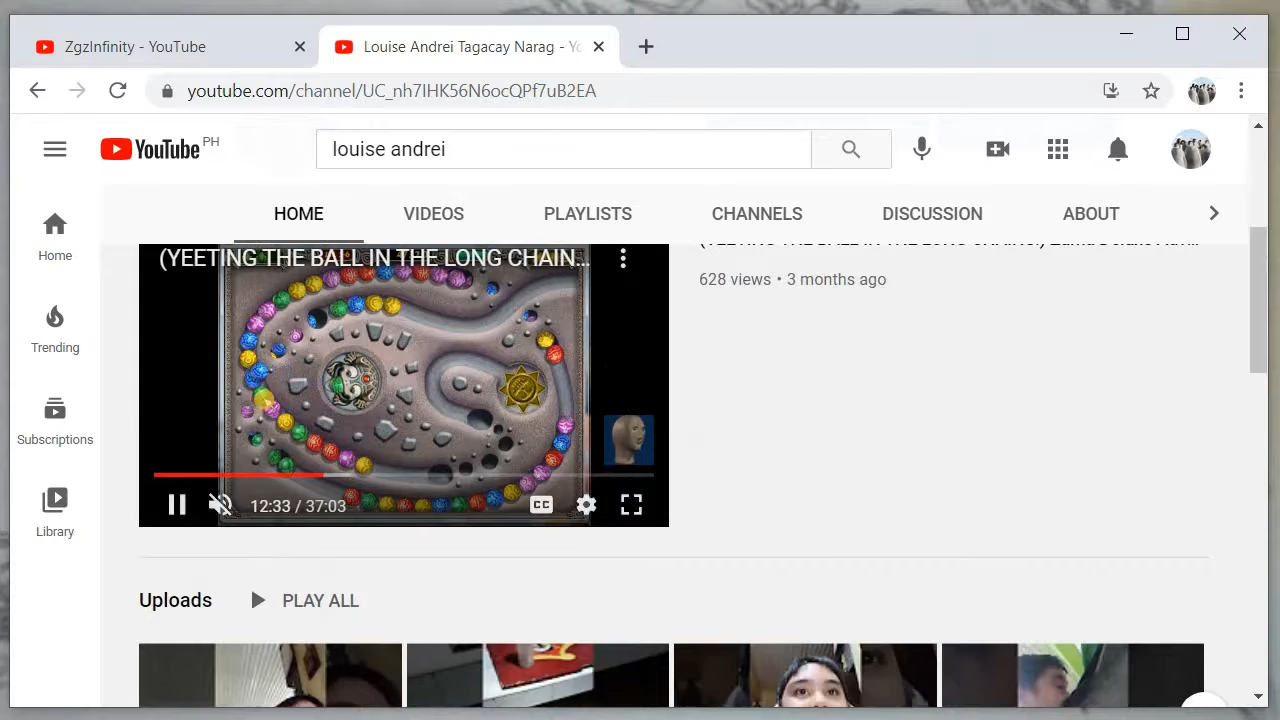 ZgzInfinity - YouTube
Louise Andrei Tagacay Narag - Yo
youtube.com/channel/UC_nh7IHK56N6ocQPf7uB2EA
YouTube PH
louise andrei
HOME VIDEOS PLAYLISTS CHANNELS DISCUSSION ABOUT
Home
Trending
Subscriptions
Library
(YEETING THE BALL IN THE LONG CHAIN...
628 views • 3 months ago
12:33 / 37:03
CC
Uploads PLAY ALL